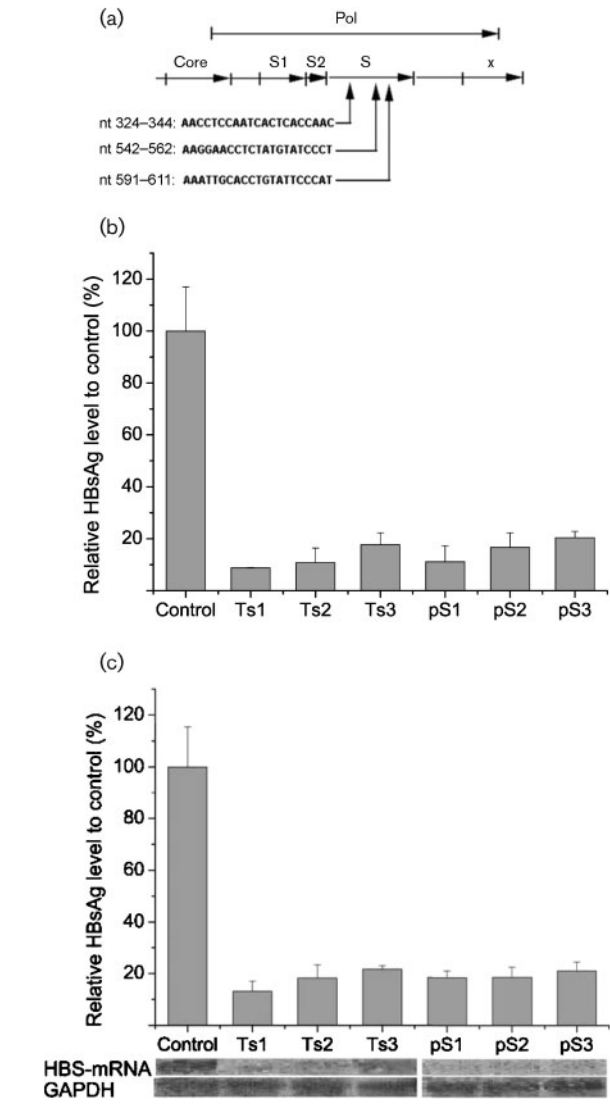 (a)
Pol
Core S1 S2 S x
nt 324–344: AACCTCCAATCACTCACCAAC
nt 542–562: AAGGAACCTCTATGTATCCCT
nt 591–611: AAATTGCACCTGTATTCCCAT
(b)
Relative HBsAg level to control (%)
120
100
80
60
40
20
Control Ts1 Ts2 Ts3 pS1 pS2 pS3
(c)
Relative HBsAg level to control (%)
120
100
80
60
40
20
Control Ts1 Ts2 Ts3 pS1 pS2 pS3
HBS-mRNA
GAPDH